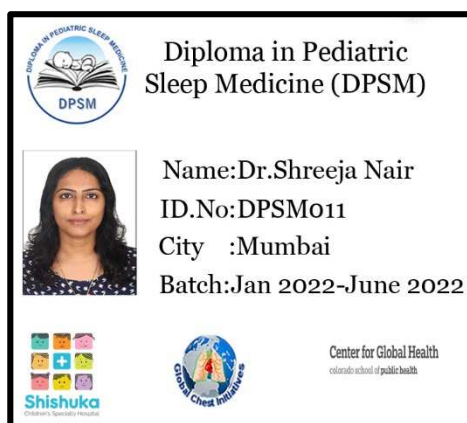 DIPLOMA IN PEDIATRIC SLEEP MEDICINE
DPSM
Diploma in Pediatric
Sleep Medicine (DPSM)
Name:Dr.Shreeja Nair
ID.No:DPSM011
City :Mumbai
Batch:Jan 2022-June 2022
Shishuka
Children's Specialty Hospital
Global Chest Initiatives
Center for Global Health
colorado school of public health